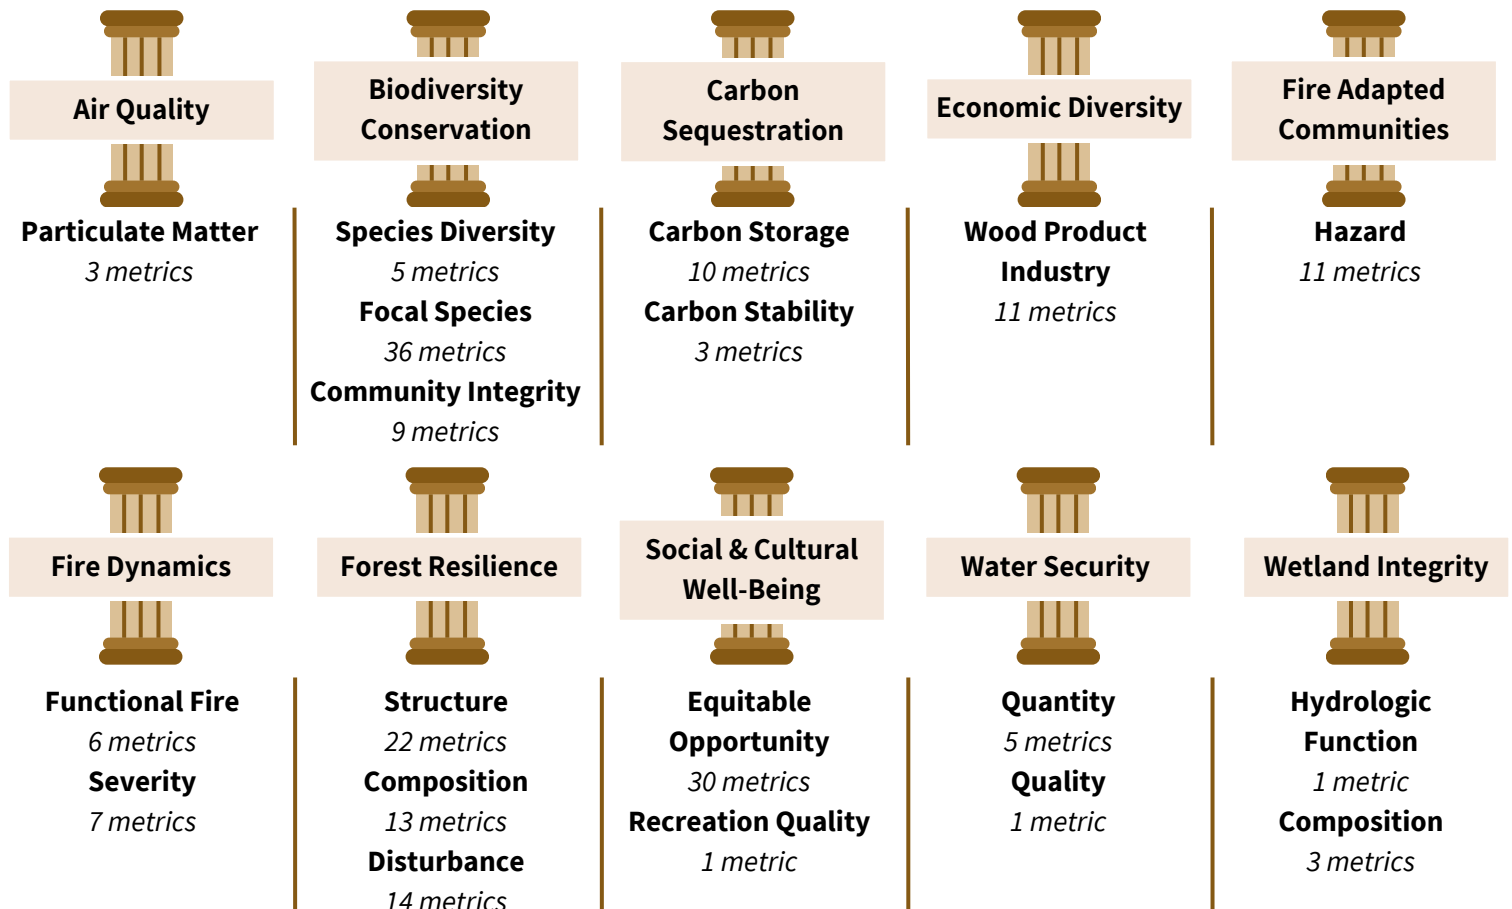 Air Quality
Particulate Matter
3 metrics
Biodiversity
Conservation
Species Diversity
5 metrics
Focal Species
36 metrics
Community Integrity
9 metrics
Carbon
Sequestration
Carbon Storage
10 metrics
Carbon Stability
3 metrics
Economic Diversity
Wood Product
Industry
11 metrics
Fire Adapted
Communities
Hazard
11 metrics
Fire Dynamics
Functional Fire
6 metrics
Severity
7 metrics
Forest Resilience
Structure
22 metrics
Composition
13 metrics
Disturbance
14 metrics
Social & Cultural
Well-Being
Equitable
Opportunity
30 metrics
Recreation Quality
1 metric
Water Security
Quantity
5 metrics
Quality
1 metric
Wetland Integrity
Hydrologic
Function
1 metric
Composition
3 metrics